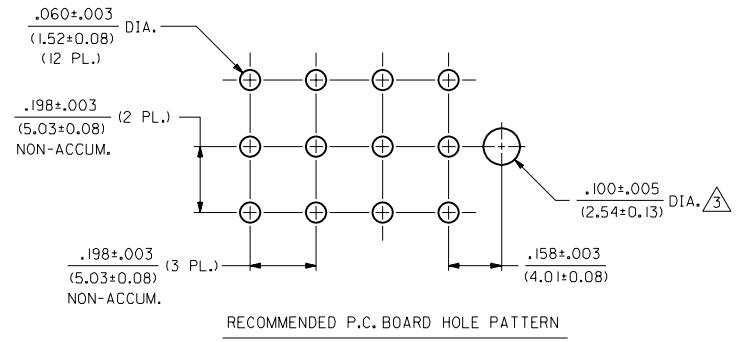 .060±.003 DIA.
(1.52±0.08)
(12 PL.)
.198±.003 (2 PL.)
(5.03±0.08)
NON-ACCUM.
.100±.005 DIA. 3
(2.54±0.13)
.198±.003 (3 PL.)
(5.03±0.08)
NON-ACCUM.
.158±.003
(4.01±0.08)
RECOMMENDED P.C. BOARD HOLE PATTERN